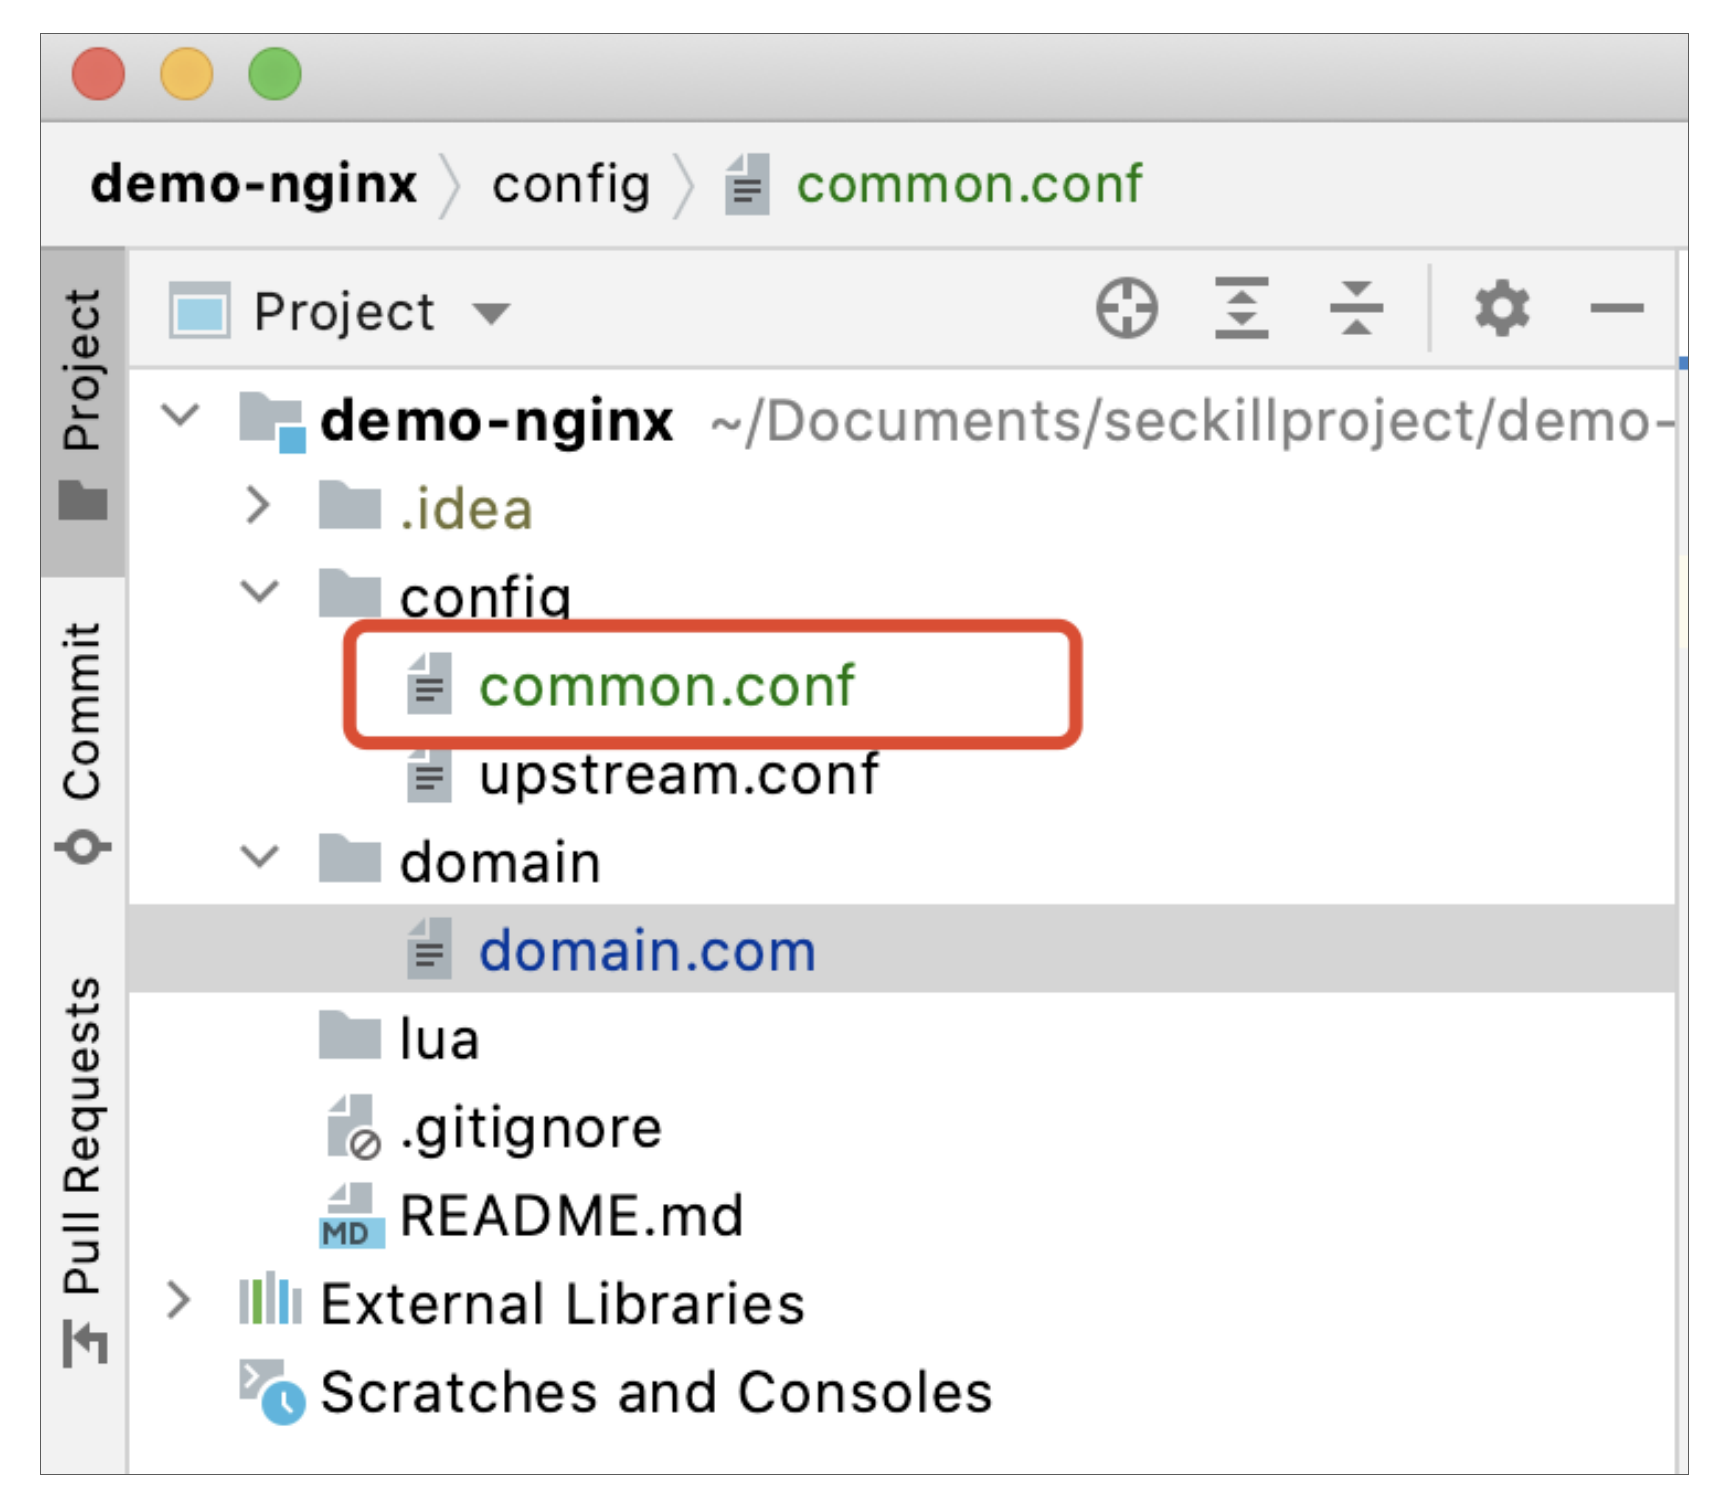 demo-nginx config common.conf
Project
Commit
Pull Requests
Project
demo-nginx ~/Documents/seckillproject/demo-
.idea
config
common.conf
upstream.conf
domain
domain.com
lua
.gitignore
MD README.md
External Libraries
Scratches and Consoles